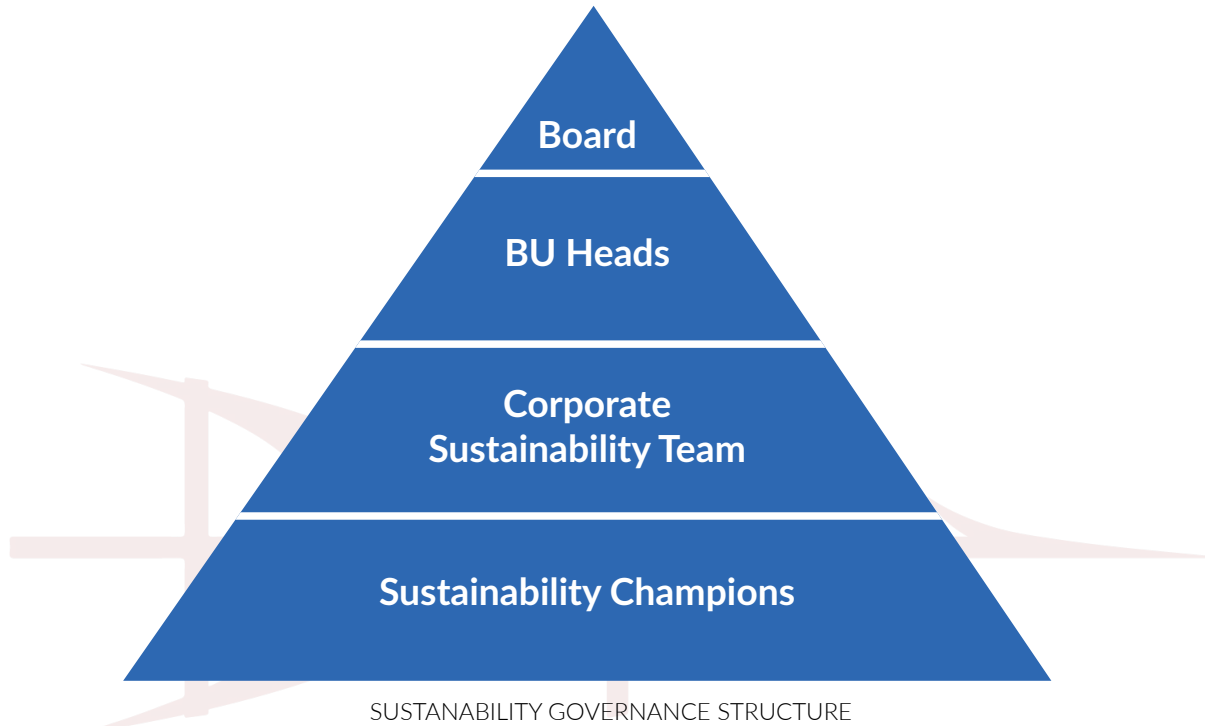 Board
BU Heads
Corporate
Sustainability Team
Sustainability Champions
SUSTANABILITY GOVERNANCE STRUCTURE